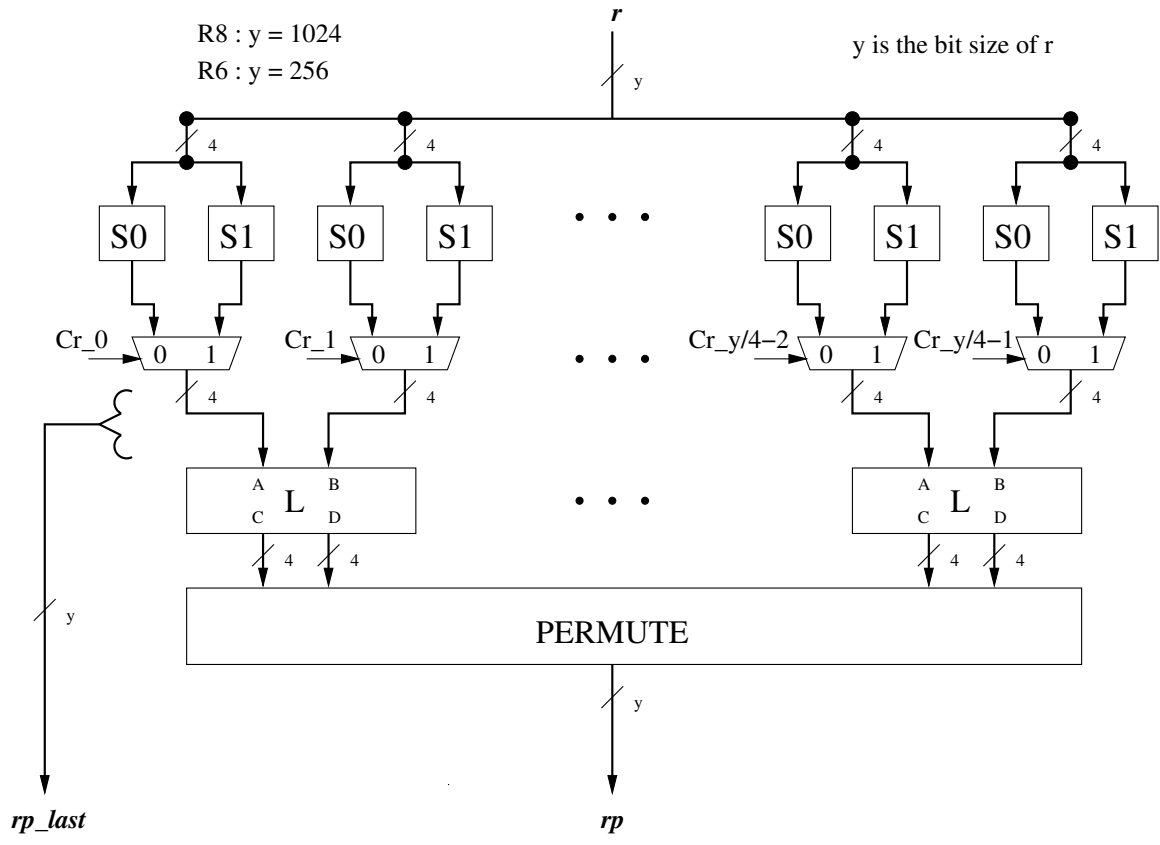 r
R8 : y = 1024
y is the bit size of r
R6 : y = 256
y
4 4 4 4
S0 S1 S0 S1 S0 S1 S0 S1
Cr_0 Cr_1 Cr_y/4−2 Cr_y/4−1
0 1 0 1 0 1 0 1
4 4 4 4
A B A B
L L
C D C D
4 4 4 4
y
PERMUTE
y
rp_last rp